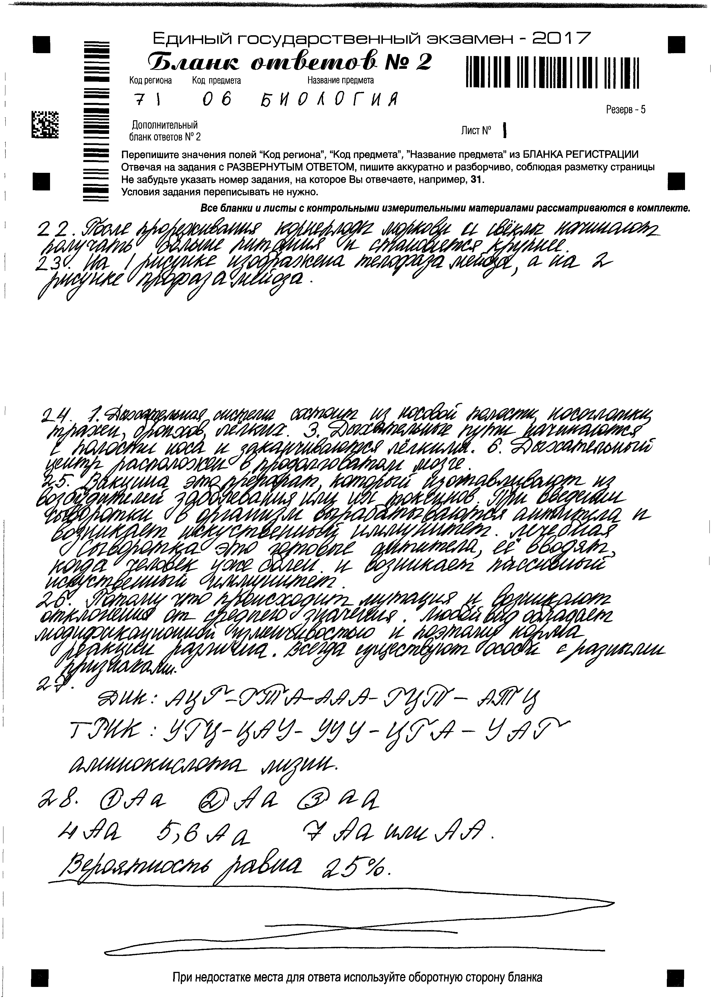 Единый государственный экзамен - 2017
Бланк ответов № 2
Код региона Код предмета Название предмета
71 06 БИОЛОГИЯ
Резерв - 5
Дополнительный
бланк ответов № 2
Лист № 1
Перепишите значения полей “Код региона”, “Код предмета”, ”Название предмета” из БЛАНКА РЕГИСТРАЦИИ
Отвечая на задания с РАЗВЕРНУТЫМ ОТВЕТОМ, пишите аккуратно и разборчиво, соблюдая разметку страницы
Не забудьте указать номер задания, на которое Вы отвечаете, например, 31.
Условия задания переписывать не нужно.
Все бланки и листы с контрольными измерительными материалами рассматриваются в комплекте.
22. После прореживания корнеплоды моркови и свёклы начинают
получать больше питания и становится крупнее.
23. На 1 рисунке изображена телофаза мейоза, а на 2
рисунке профаза мейоза.
24. 1. Дыхательная система состоит из носовой полости, носоглотки,
трахеи, бронхов, лёгких. 3. Дыхательные пути начинаются
с полости носа и заканчиваются лёгкими. 6. Дыхательный
центр расположен в продолговатом мозге.
25. Вакцина это препарат, который изготавливают из
возбудителей заболевания или их токсинов. При введении
сыворотки в организм вырабатываются антитела и
возникает искуственный иммунитет. Лечебная
сыворотка это готовые антитела, её вводят,
когда человек уже болен. и возникает пассивный
искуственный иммунитет.
26. Потому что происходит мутация и возникают
отклонения от среднего значения. Любой вид обладает
модификационной изменчивостью и поэтому норма
реакции различна. Всегда существуют особи с разными
признаками.
27.
ДНК: АЦГ-ГТА-ААА-ГЦТ-АТЦ
тРНК: УГЦ-ЦАУ-УУУ-ЦГА-УАГ
аминокислота лизин.
28. ① Аа ② Аа ③ аа
4 Аа 5,6 Аа 7 Аа или АА.
Вероятность равна 25%.
При недостатке места для ответа используйте оборотную сторону бланка